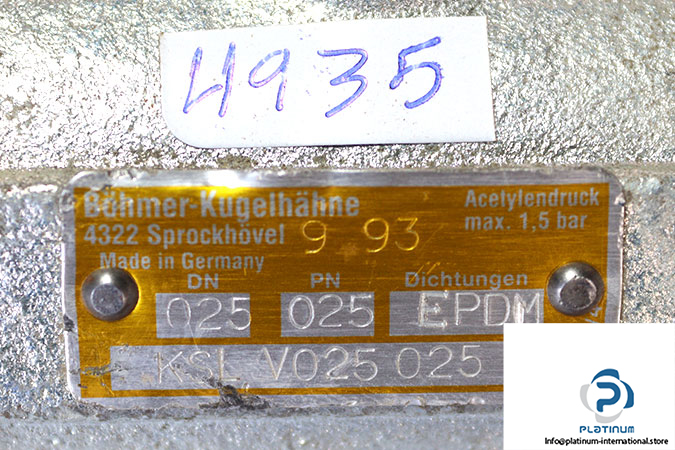 4935
Böhmer-Kugelhähne
4322 Sprockhövel
Made in Germany
9 93
Acetylendruck
max. 1,5 bar
DN
PN
Dichtungen
025
025
EPDM
KSL V025 025
PLATINUM
Info@platinum-international.store